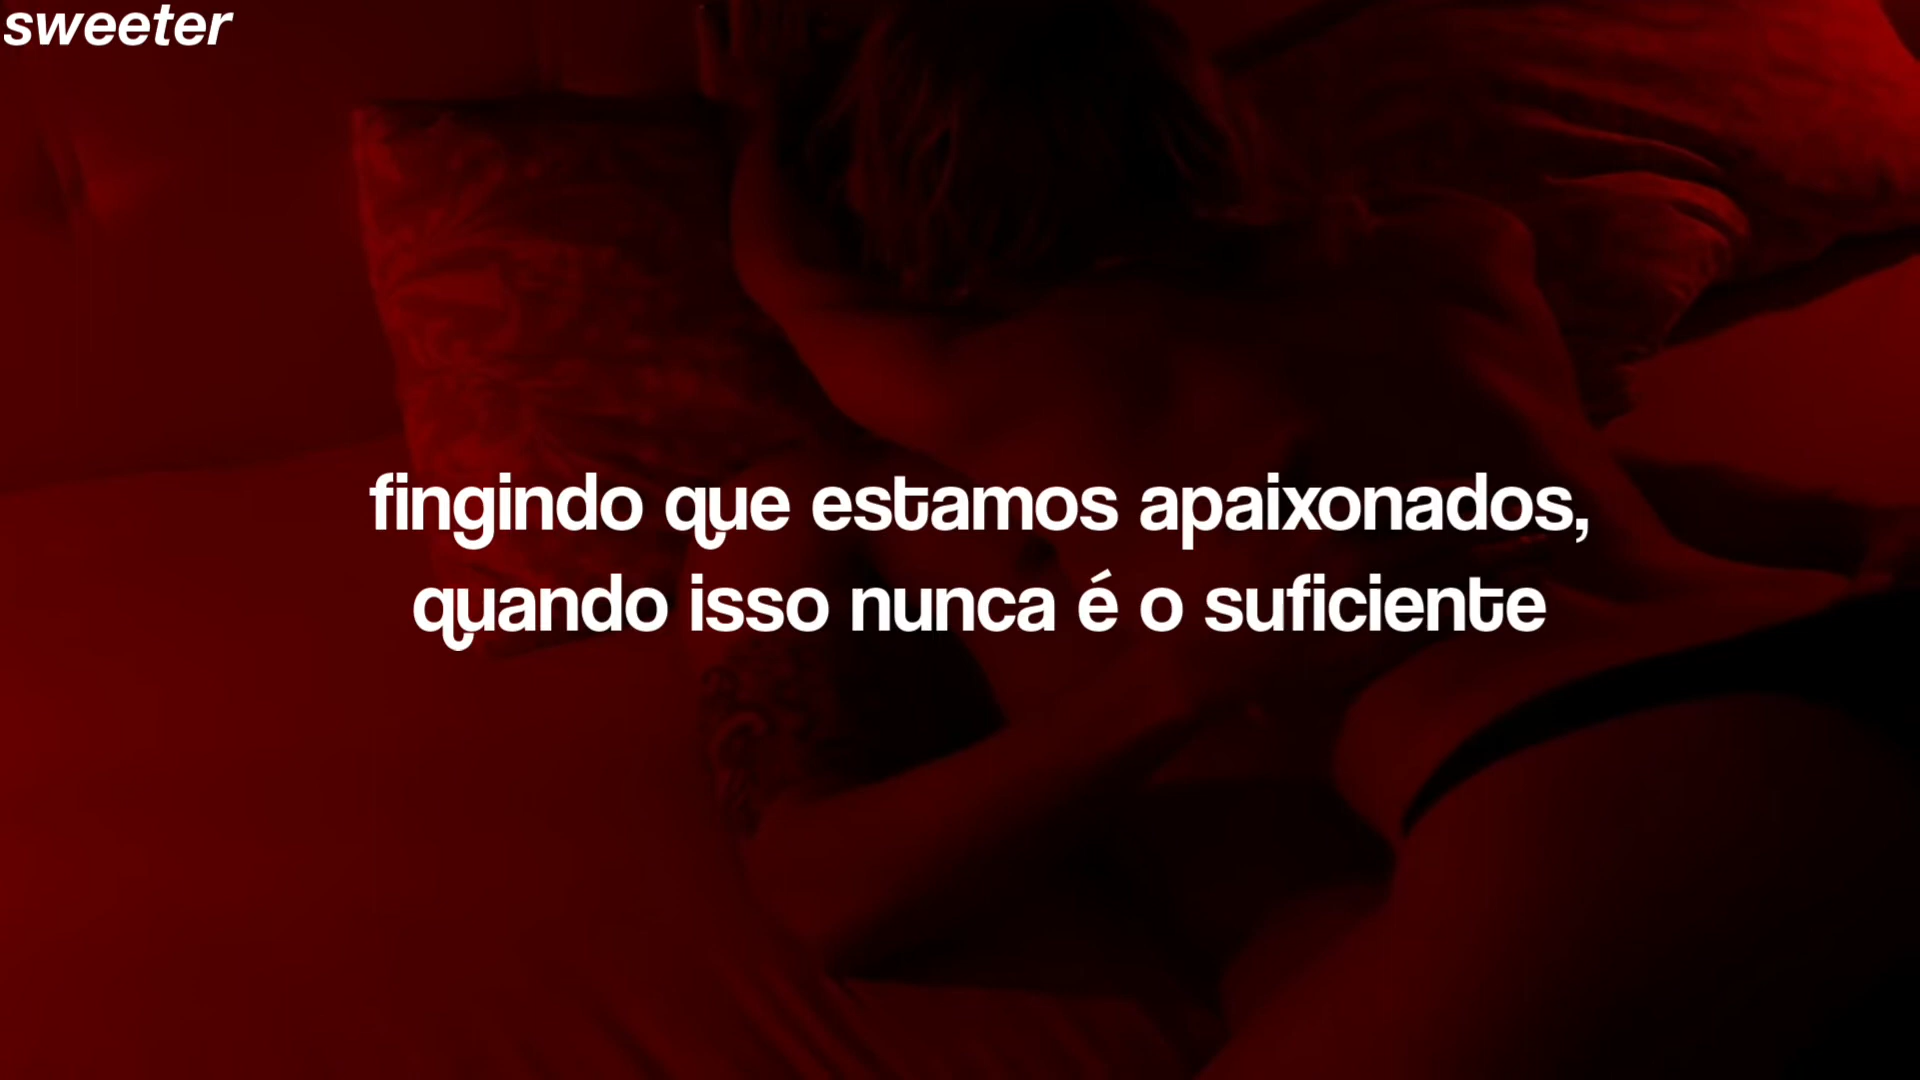 sweeter
fingindo que estamos apaixonados,
quando isso nunca é o suficiente